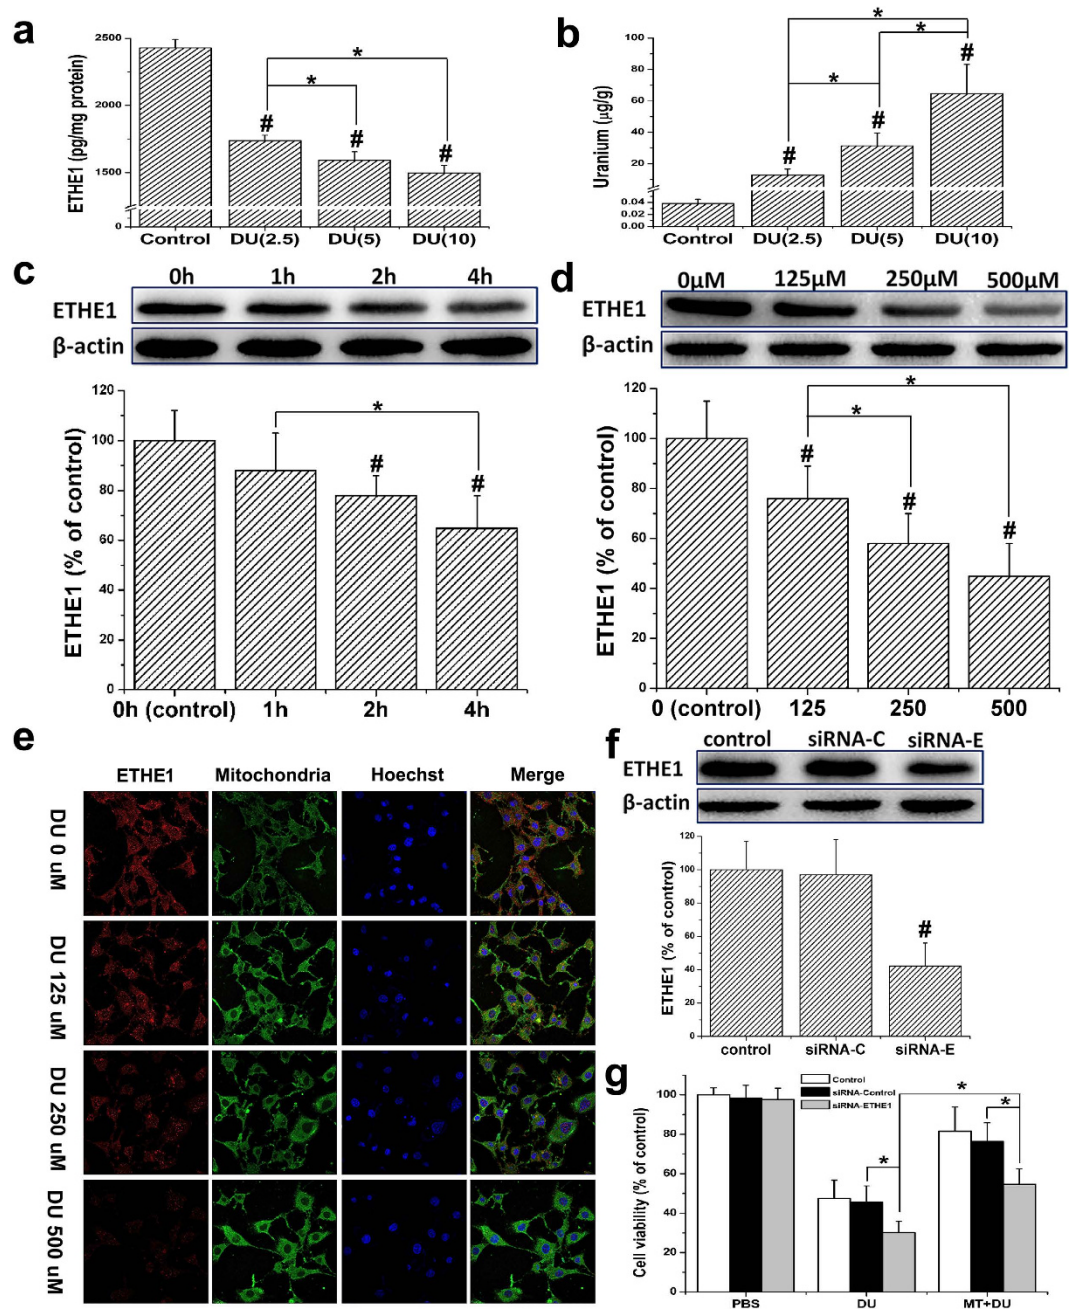 a
ETHE1 (pg/mg protein)
2500
2000
1500
0
Control DU(2.5) DU(5) DU(10)
# # #
* *
b
Uranium (μg/g)
100
80
60
40
20
0.04
0.02
0.00
Control DU(2.5) DU(5) DU(10)
# # #
* * *
c
0h 1h 2h 4h
ETHE1
β-actin
ETHE1 (% of control)
120
100
80
60
40
20
0
0h (control) 1h 2h 4h
# #
*
d
0μM 125μM 250μM 500μM
ETHE1
β-actin
ETHE1 (% of control)
120
100
80
60
40
20
0
0 (control) 125 250 500
# # #
* *
e
ETHE1 Mitochondria Hoechst Merge
DU 0 uM
DU 125 uM
DU 250 uM
DU 500 uM
f
control siRNA-C siRNA-E
ETHE1
β-actin
ETHE1 (% of control)
120
100
80
60
40
20
0
control siRNA-C siRNA-E
#
g
Cell viability (% of control)
100
80
60
40
20
0
Control
siRNA-Control
siRNA-ETHE1
* * *
PBS DU MT+DU